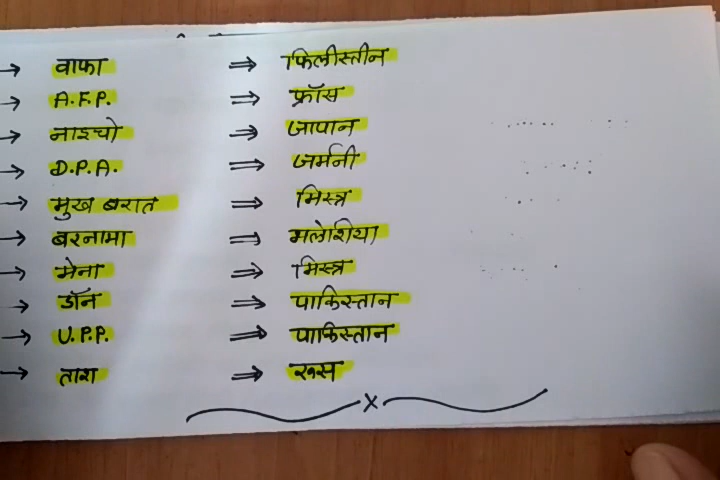 → वाफा ⇒ फिलीस्तीन
→ A.F.P. ⇒ फ्रॉस
→ नाइचो ⇒ जापान
→ D.P.A. ⇒ जर्मनी
→ मुख बरात ⇒ मिस्त्र
→ बरनामा ⇒ मलेशिया
→ मेना ⇒ मिस्त्र
→ डॉन ⇒ पाकिस्तान
→ U.P.P. ⇒ पाकिस्तान
→ ताश ⇒ रूस
x